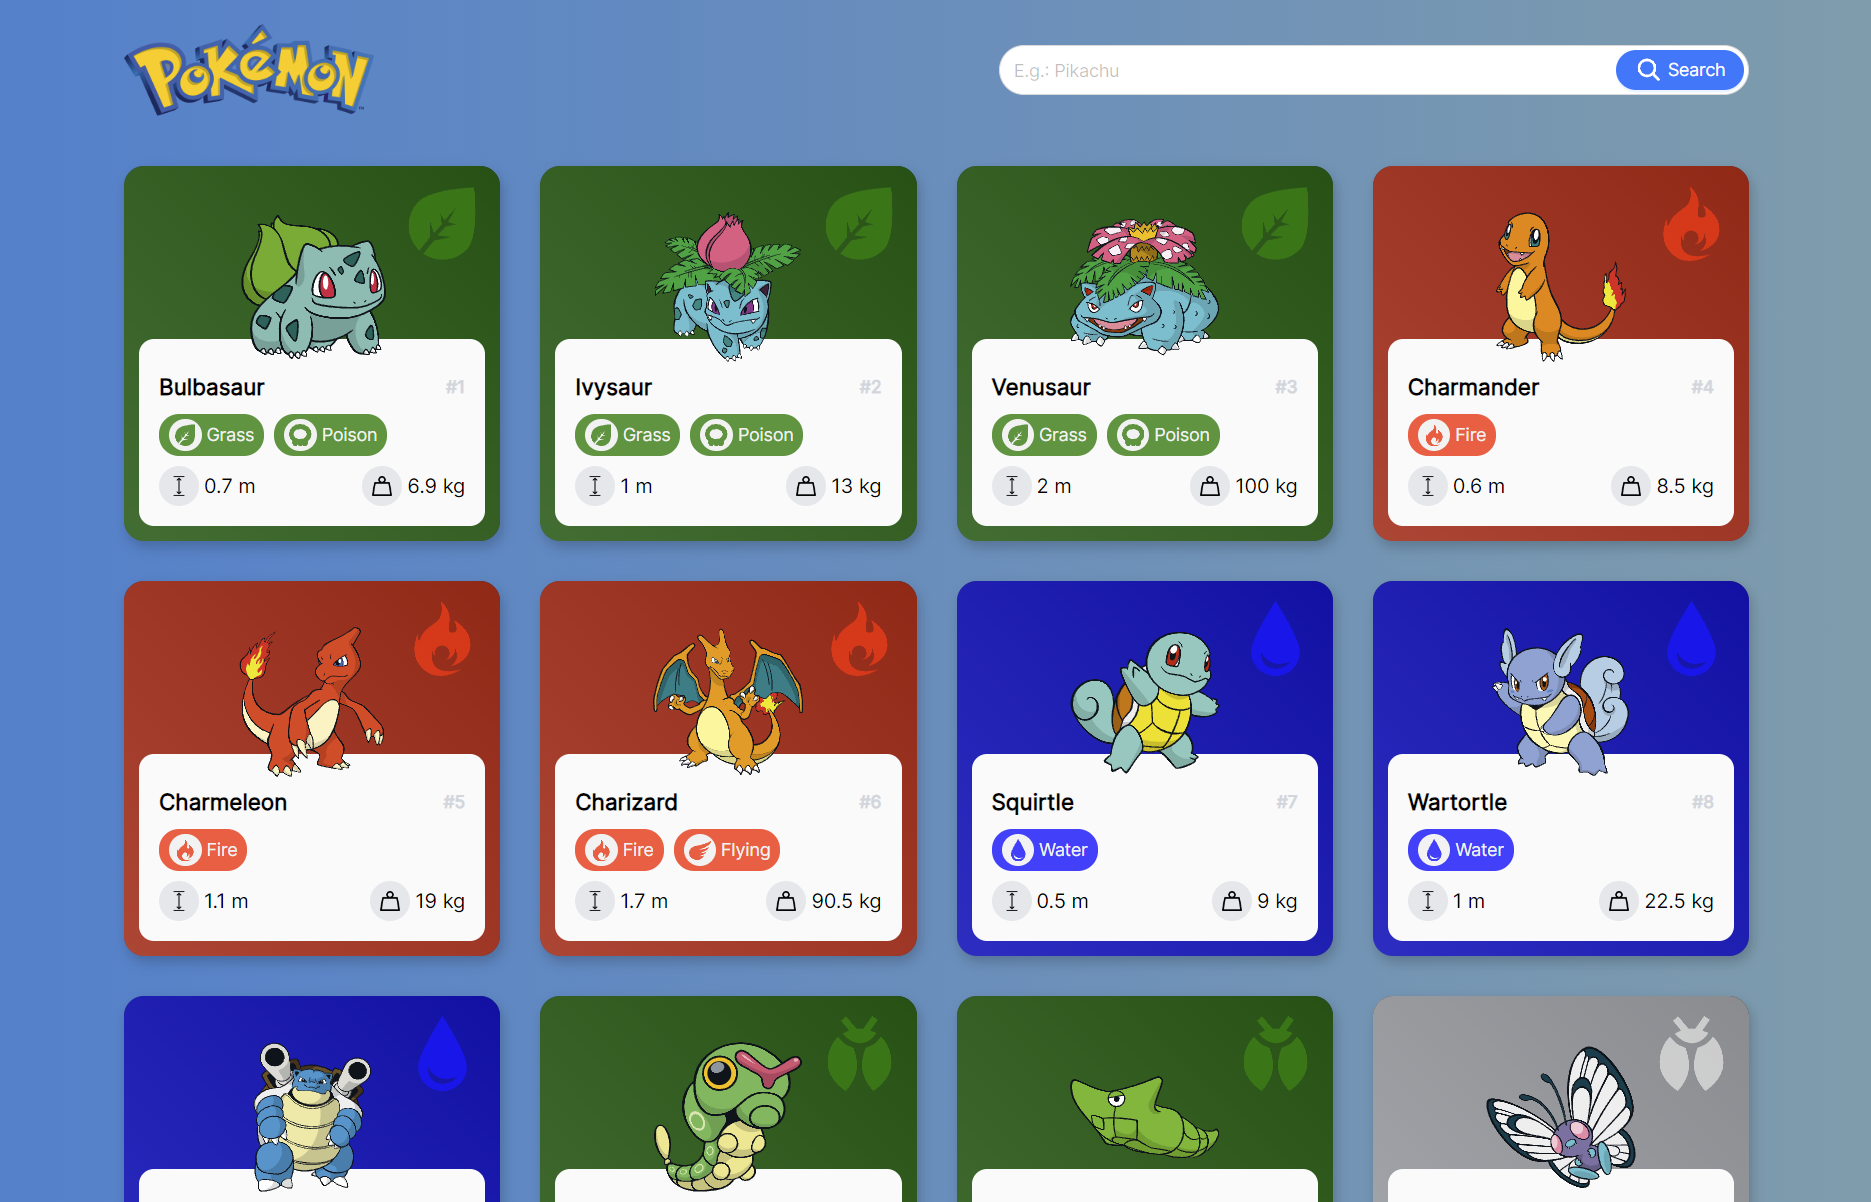 Pokémon
™
E.g.: Pikachu
Search
Bulbasaur #1
Grass Poison
0.7 m 6.9 kg
Ivysaur #2
Grass Poison
1 m 13 kg
Venusaur #3
Grass Poison
2 m 100 kg
Charmander #4
Fire
0.6 m 8.5 kg
Charmeleon #5
Fire
1.1 m 19 kg
Charizard #6
Fire Flying
1.7 m 90.5 kg
Squirtle #7
Water
0.5 m 9 kg
Wartortle #8
Water
1 m 22.5 kg